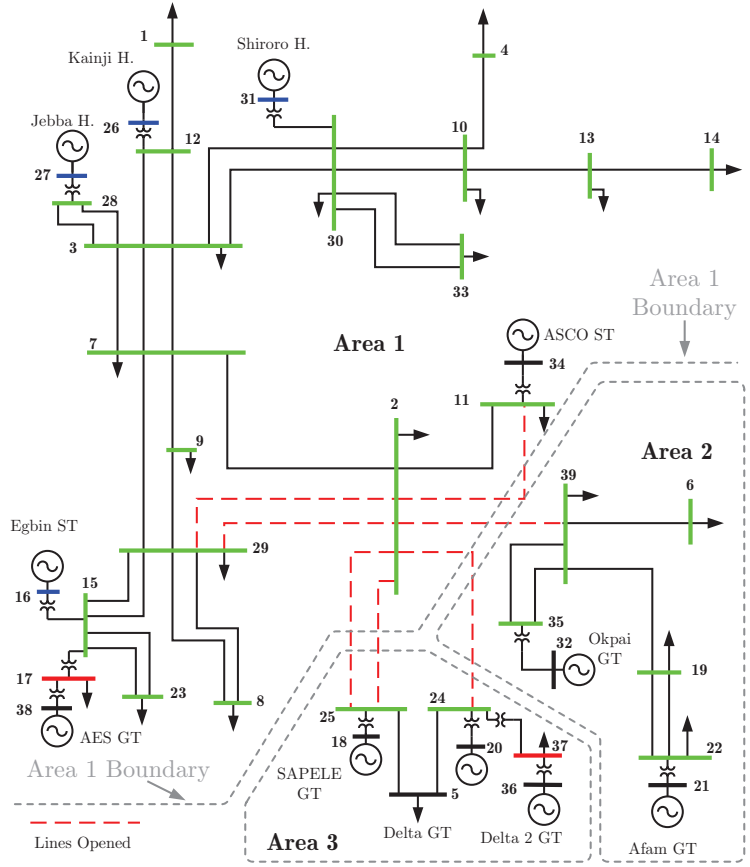 1
4
Kainji H.
Shiroro H.
31
Jebba H.
26
12
10
13
14
27
28
3
30
33
Area 1
Boundary
7
Area 1
ASCO ST
34
2
11
9
Area 2
39
6
Egbin ST
29
15
16
35
32
Okpai
GT
17
23
8
19
38
AES GT
25
24
18
20
37
22
Area 1 Boundary
SAPELE
GT
5
36
21
Lines Opened
Area 3
Delta GT
Delta 2 GT
Afam GT